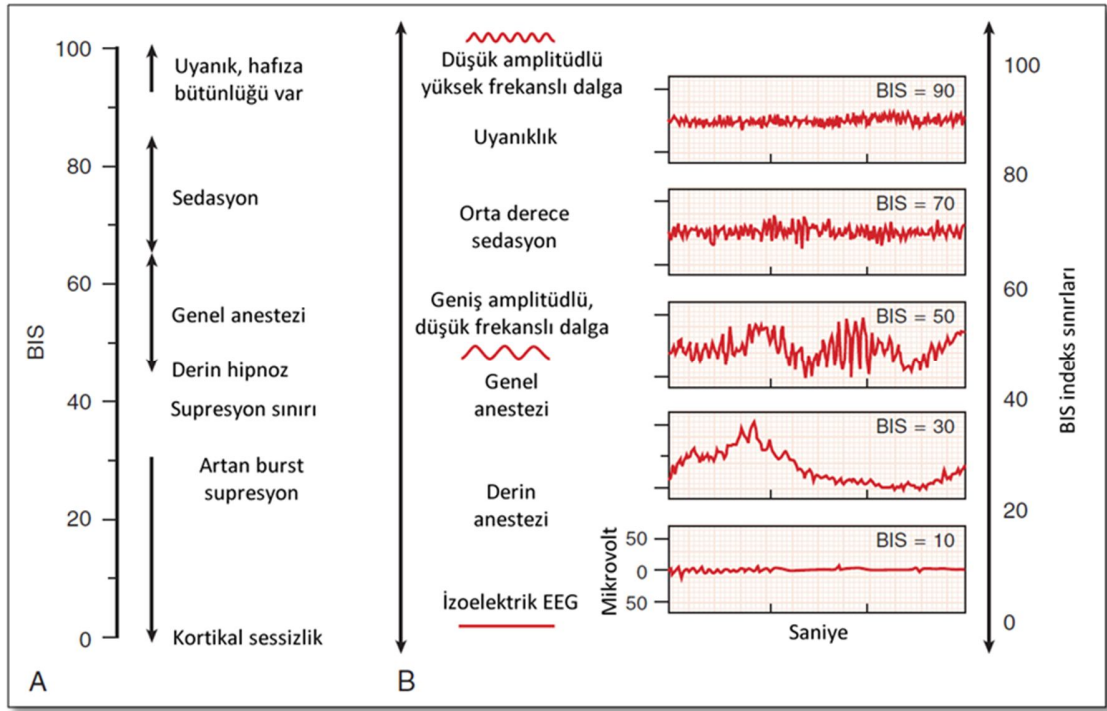 100
80
60
40
20
0
BIS
Uyanık, hafıza
bütünlüğü var
Sedasyon
Genel anestezi
Derin hipnoz
Supresyon sınırı
Artan burst
supresyon
Kortikal sessizlik
A
Düşük amplitüdlü
yüksek frekanslı dalga
Uyanıklık
Orta derece
sedasyon
Geniş amplitüdlü,
düşük frekanslı dalga
Genel
anestezi
Derin
anestezi
İzoelektrik EEG
B
BIS = 90
BIS = 70
BIS = 50
BIS = 30
BIS = 10
Mikrovolt
50
0
50
Saniye
100
80
60
40
20
0
BIS indeks sınırları